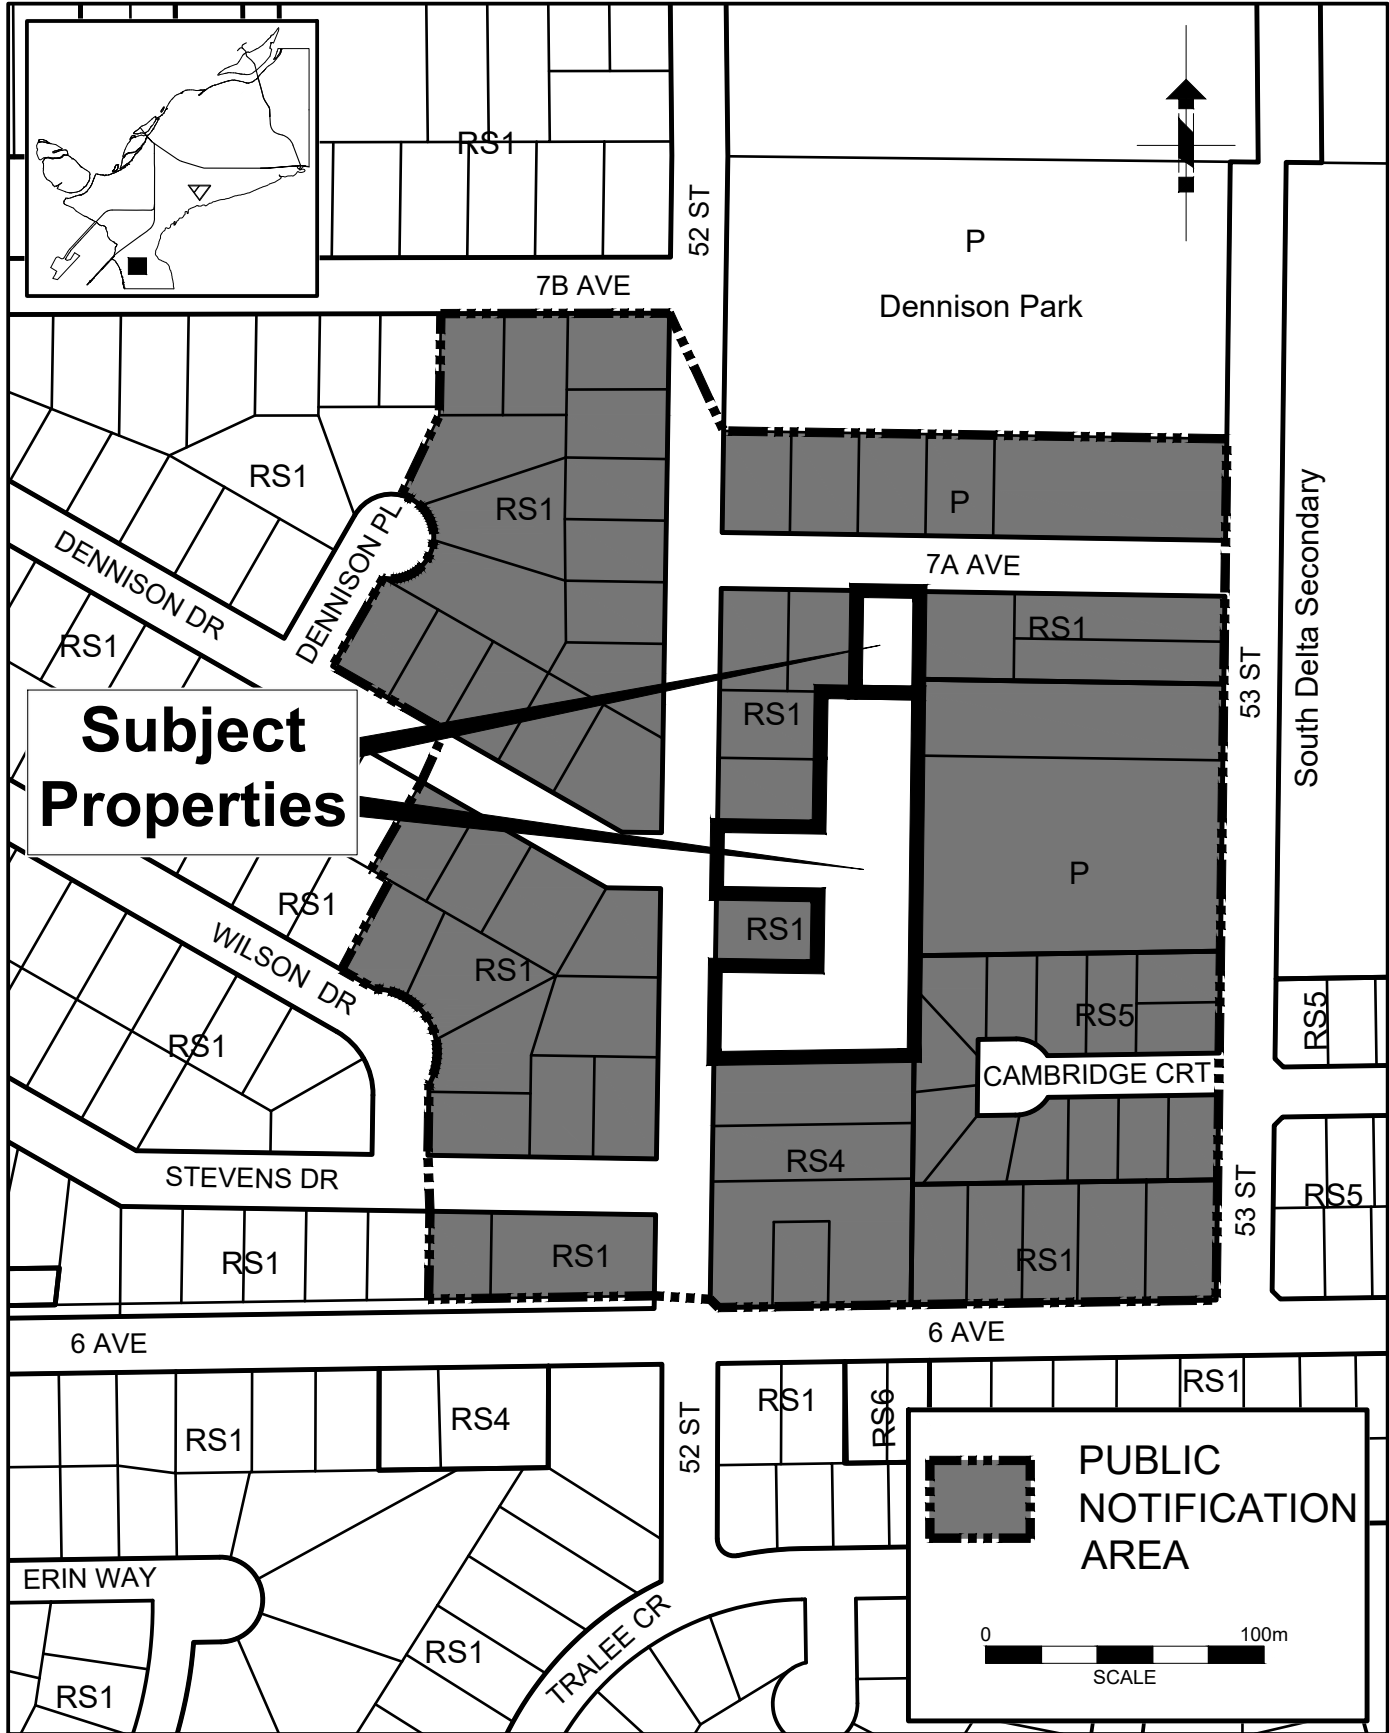 RS1
52 ST
P
7B AVE
Dennison Park
RS1
RS1
P
South Delta Secondary
DENNISON PL
DENNISON DR
7A AVE
RS1
RS1
53 ST
Subject
Properties
RS1
P
RS1
RS1
WILSON DR
RS1
RS5
RS5
RS1
CAMBRIDGE CRT
RS4
STEVENS DR
53 ST
RS5
RS1
RS1
RS1
6 AVE
6 AVE
RS1
RS1
RS6
RS4
RS1
52 ST
PUBLIC
NOTIFICATION
AREA
ERIN WAY
TRALEE CR
RS1
RS1
0 100m
SCALE